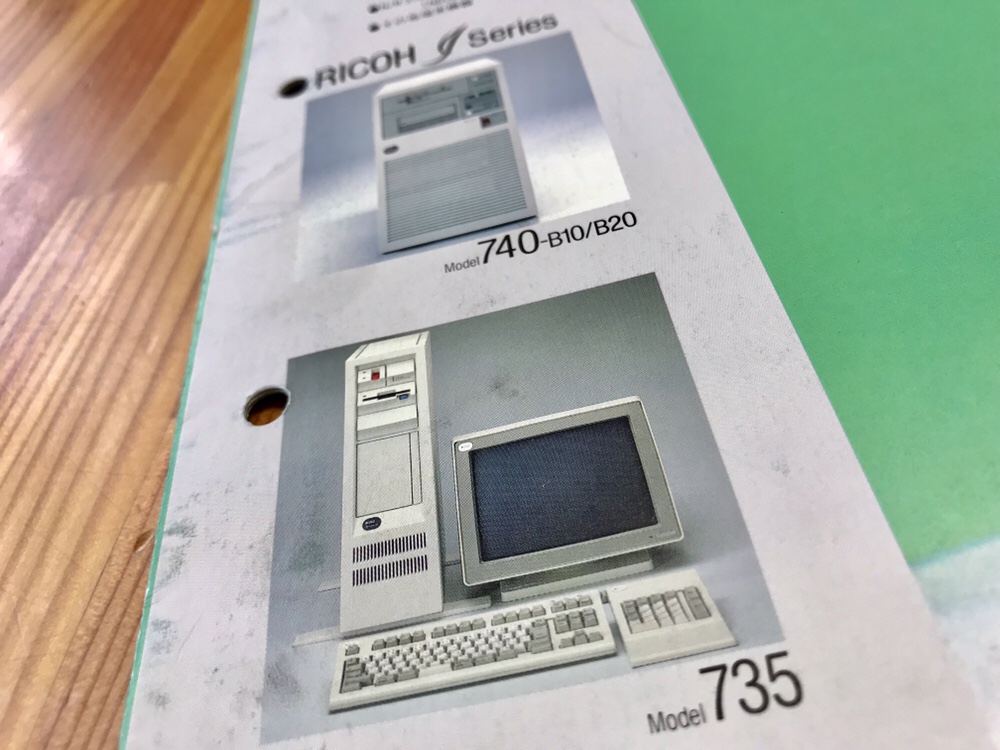 RICOH I Series
Model 740-B10/B20
Model 735